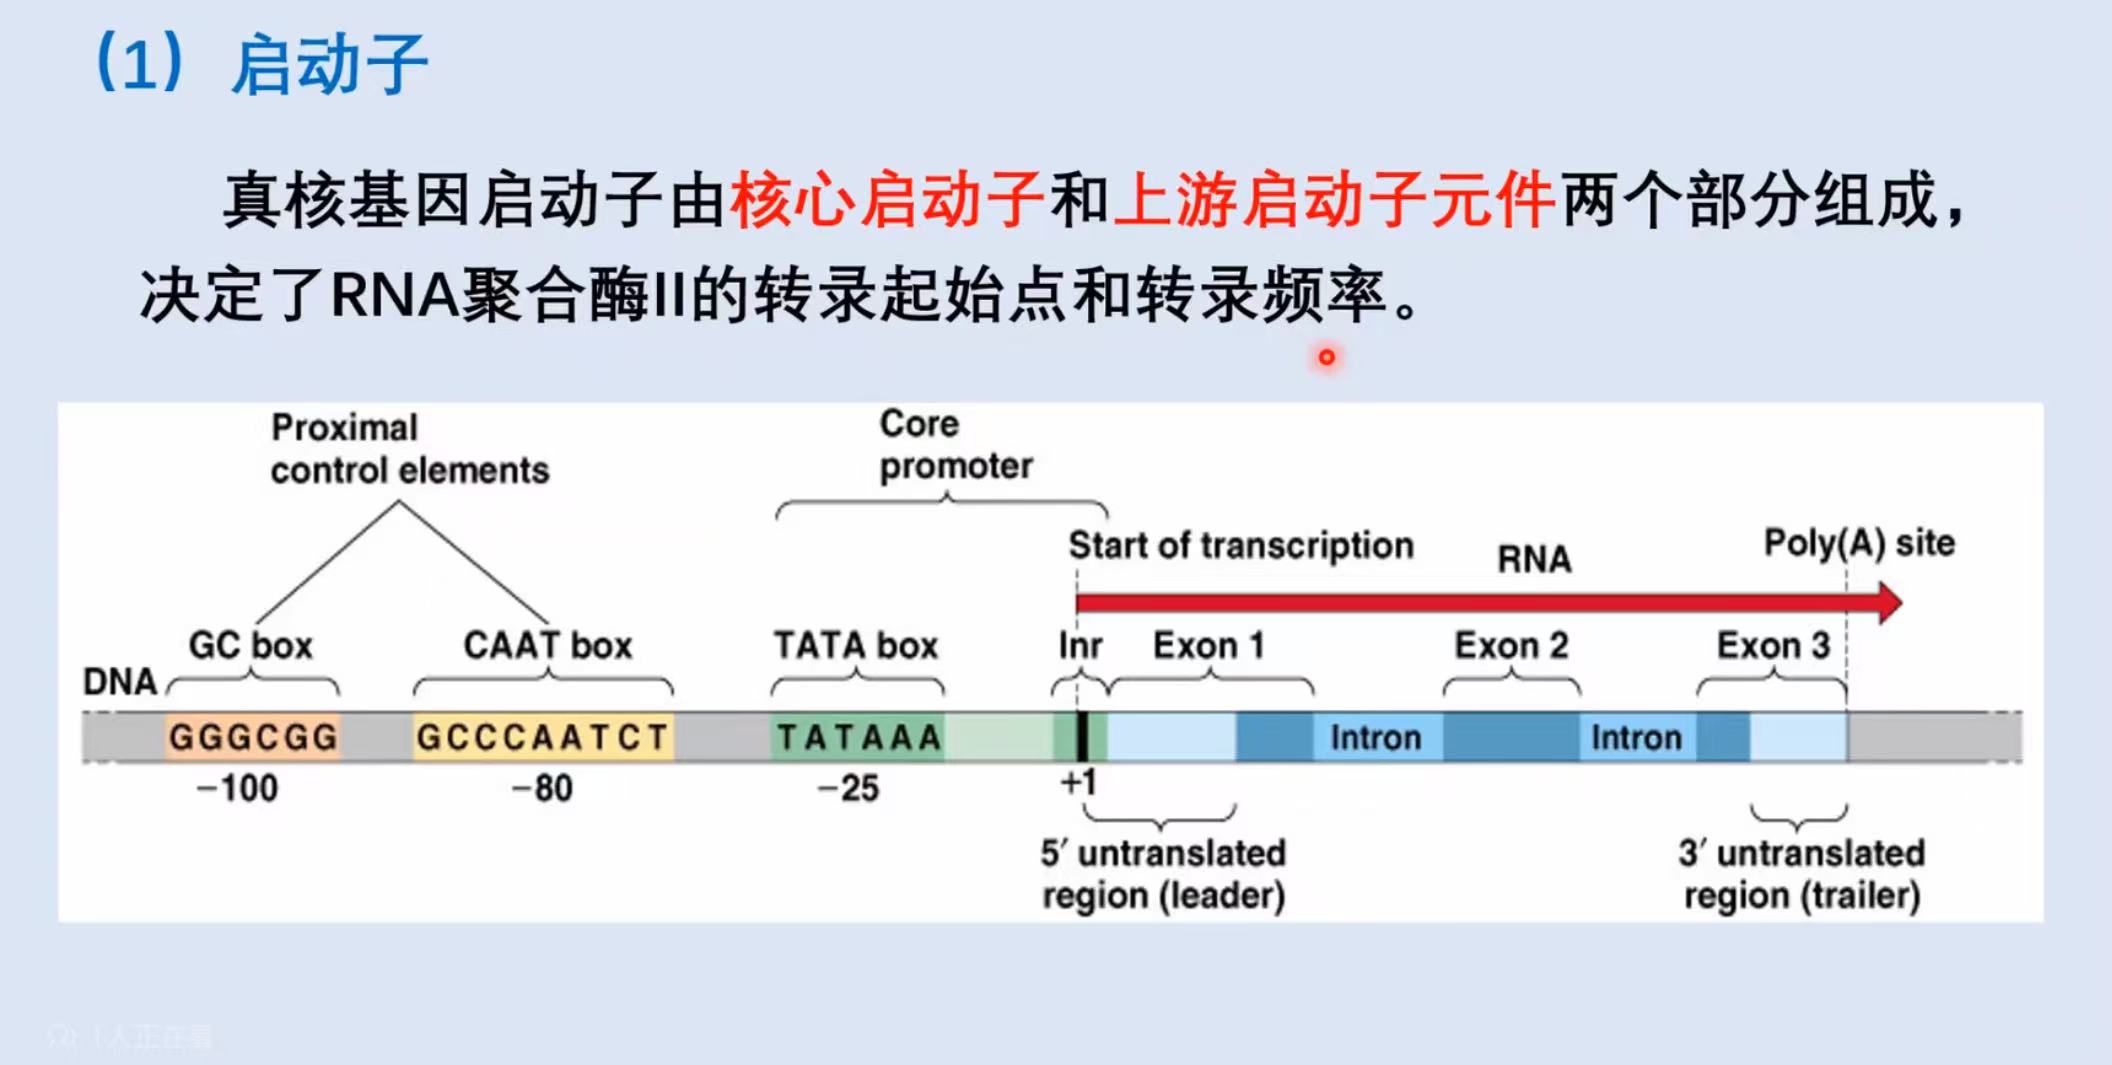 （1）启动子
真核基因启动子由核心启动子和上游启动子元件两个部分组成，
决定了RNA聚合酶II的转录起始点和转录频率。
Proximal
control elements
Core
promoter
Start of transcription
RNA
Poly(A) site
GC box
CAAT box
TATA box
Inr
Exon 1
Exon 2
Exon 3
DNA
GGGCGG
GCCCAATCT
TATAAA
Intron
Intron
−100
−80
−25
+1
5′ untranslated
region (leader)
3′ untranslated
region (trailer)
1人正在看